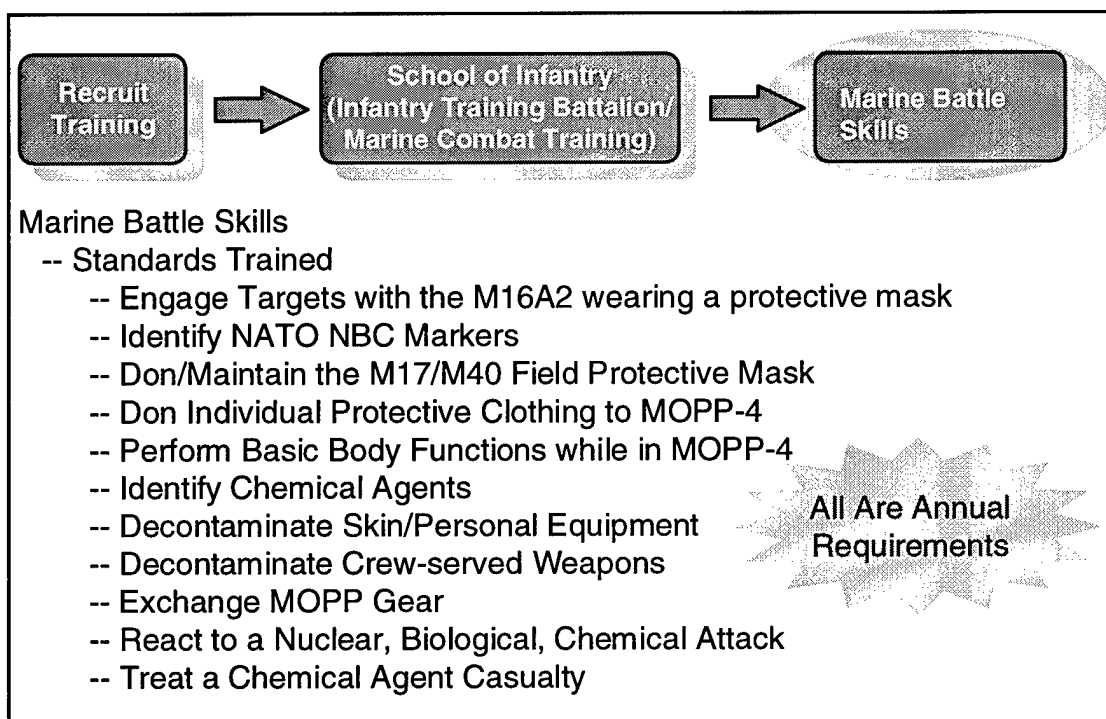 Recruit
Training
School of Infantry
(Infantry Training Battalion/
Marine Combat Training)
Marine Battle
Skills
Marine Battle Skills
-- Standards Trained
-- Engage Targets with the M16A2 wearing a protective mask
-- Identify NATO NBC Markers
-- Don/Maintain the M17/M40 Field Protective Mask
-- Don Individual Protective Clothing to MOPP-4
-- Perform Basic Body Functions while in MOPP-4
-- Identify Chemical Agents
-- Decontaminate Skin/Personal Equipment
-- Decontaminate Crew-served Weapons
-- Exchange MOPP Gear
-- React to a Nuclear, Biological, Chemical Attack
-- Treat a Chemical Agent Casualty
All Are Annual
Requirements